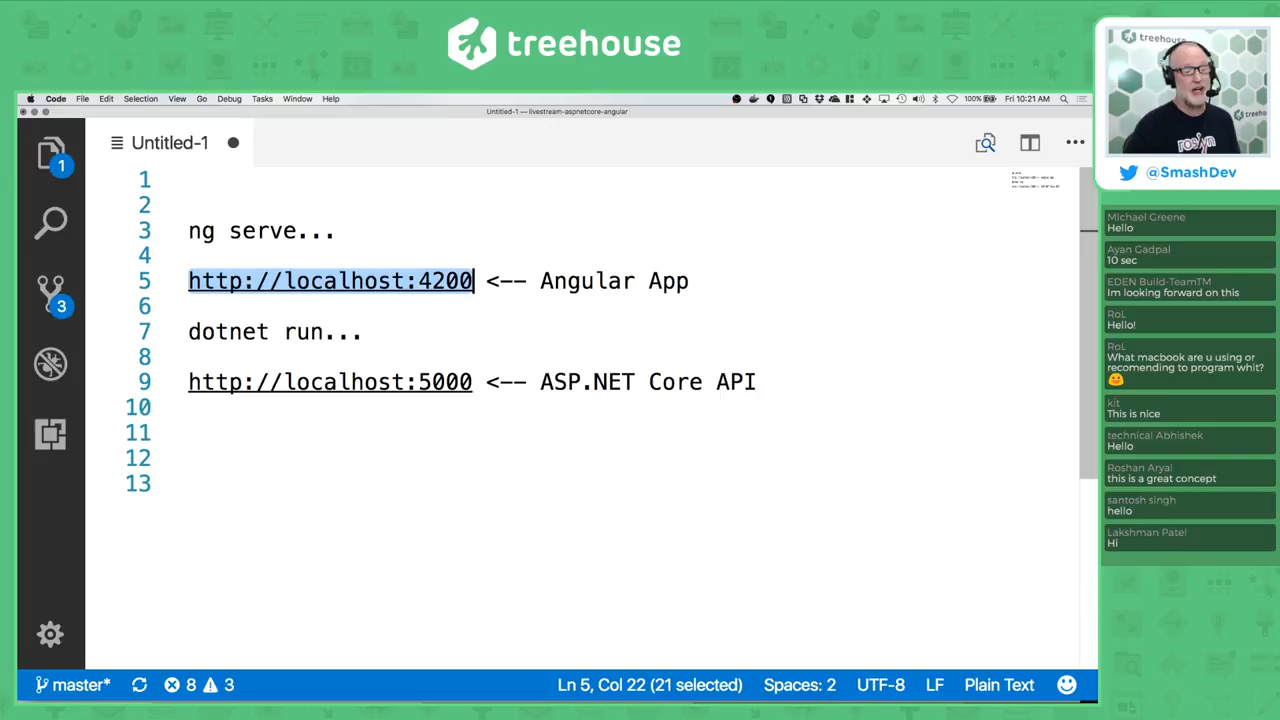 treehouse
Code File Edit Selection View Go Debug Tasks Window Help
100% Fri 10:21 AM
Untitled-1 — livestream-aspnetcore-angular
Untitled-1
1
2
3 ng serve...
4
5 http://localhost:4200 <-- Angular App
6
7 dotnet run...
8
9 http://localhost:5000 <-- ASP.NET Core API
10
11
12
13
1
3
master* 8 3 Ln 5, Col 22 (21 selected) Spaces: 2 UTF-8 LF Plain Text
treehouse
roslyn
@SmashDev
Michael Greene
Hello
Ayan Gadpal
10 sec
EDEN Build-TeamTM
Im looking forward on this
RoL
Hello!
RoL
What macbook are u using or
recomending to program whit?
kit
This is nice
technical Abhishek
Hello
Roshan Aryal
this is a great concept
santosh singh
hello
Lakshman Patel
Hi